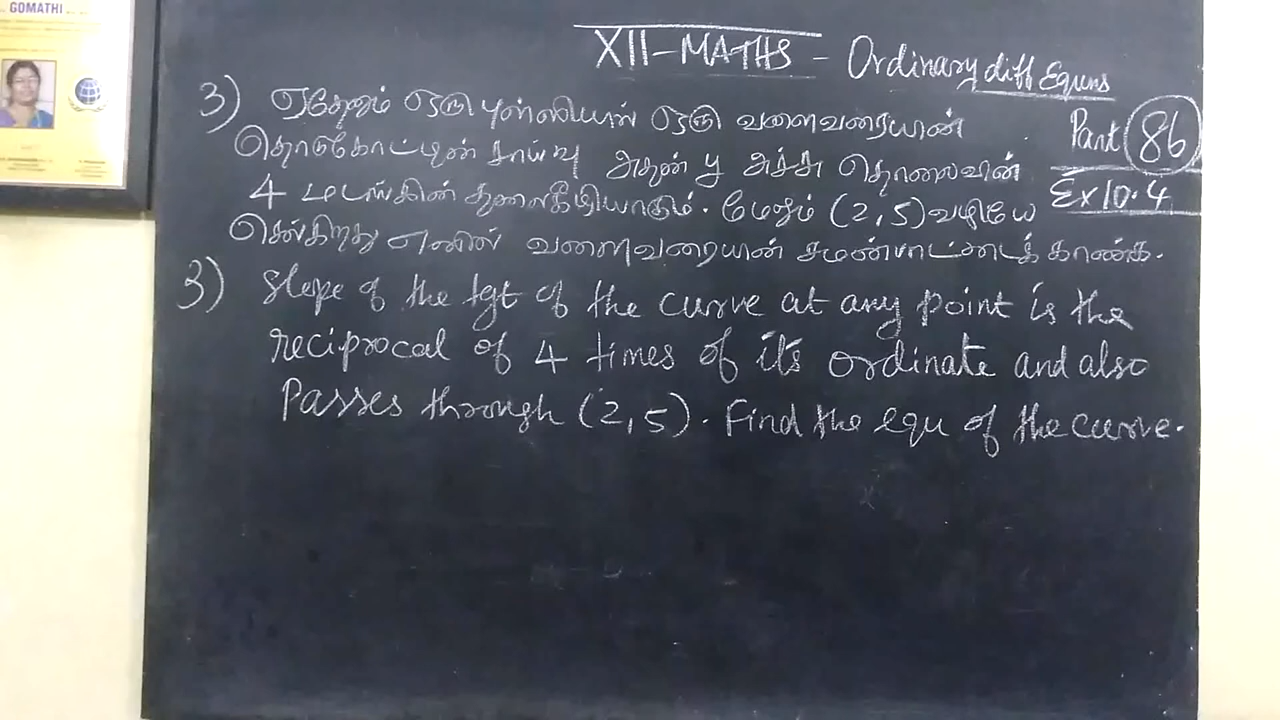 GOMATHI
XII-MATHS - Ordinary diff Equns
Part 86
Ex 10.4
3) ஏதேனும் ஒரு புள்ளியில் ஒரு வளைவரையின்
தொடுகோட்டின் சாய்வு அதன் y அச்சு தொலைவின்
4 மடங்கின் தலைகீழியாகும். மேலும் (2,5) வழியே
செல்கிறது எனில் வளைவரையின் சமன்பாட்டைக் காண்க.
3) Slope of the tgt of the curve at any point is the
reciprocal of 4 times of its ordinate and also
Passes through (2,5). Find the equ of the curve.